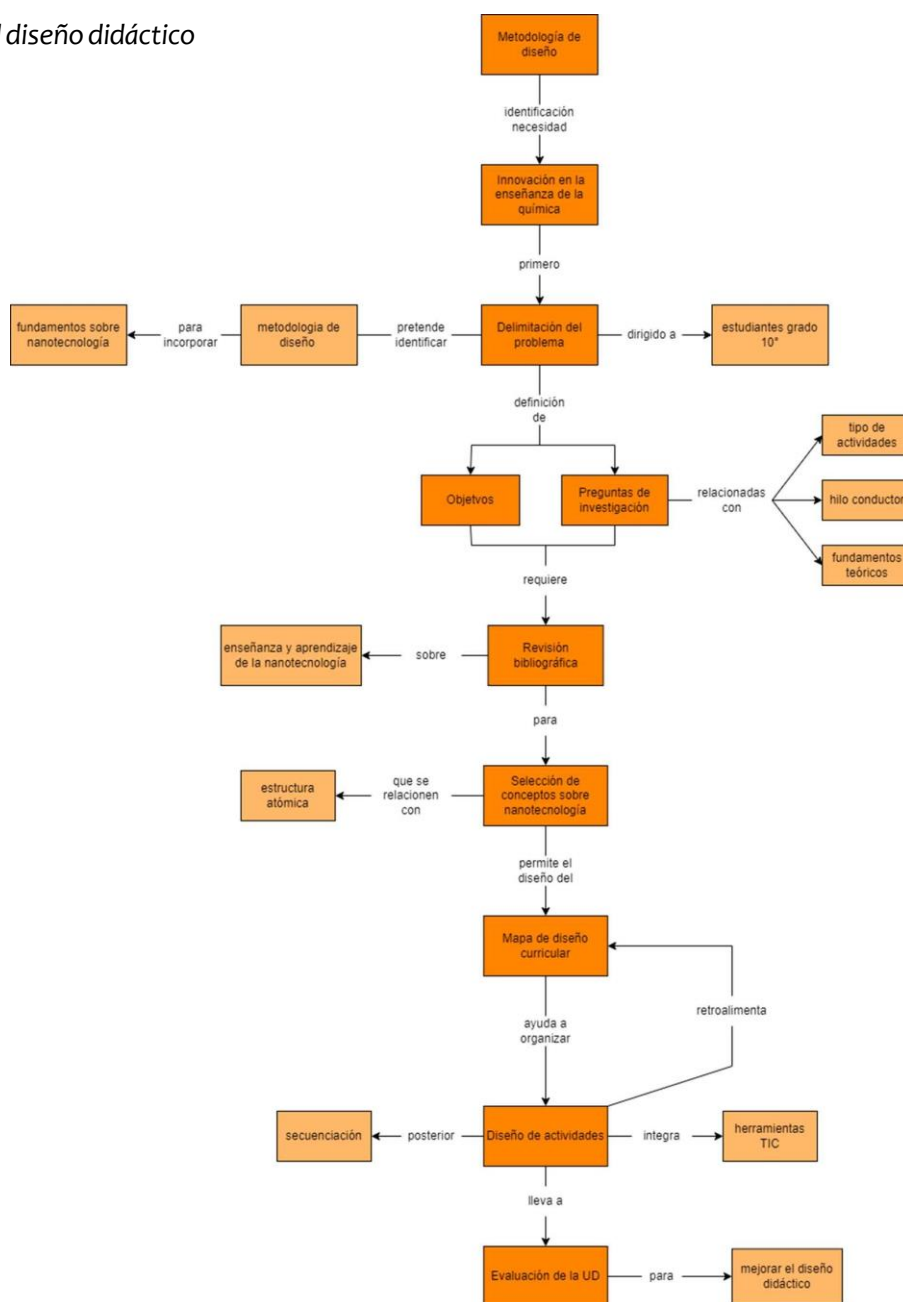 diseño didáctico
Metodología de
diseño
identificación
necesidad
Innovación en la
enseñanza de la
química
primero
fundamentos sobre
nanotecnología
para
incorporar
metodologia de
diseño
pretende
identificar
Delimitación del
problema
dirigido a
estudiantes grado
10°
definición
de
Objetvos
Preguntas de
investigación
relacionadas
con
tipo de
actividades
hilo conductor
fundamentos
teóricos
requiere
enseñanza y aprendizaje
de la nanotecnología
sobre
Revisión
bibliográfica
para
estructura
atómica
que se
relacionen
con
Selección de
conceptos sobre
nanotecnología
permite el
diseño del
Mapa de diseño
curricular
retroalimenta
ayuda a
organizar
secuenciación
posterior
Diseño de actividades
integra
herramientas
TIC
lleva a
Evaluación de la UD
para
mejorar el diseño
didáctico